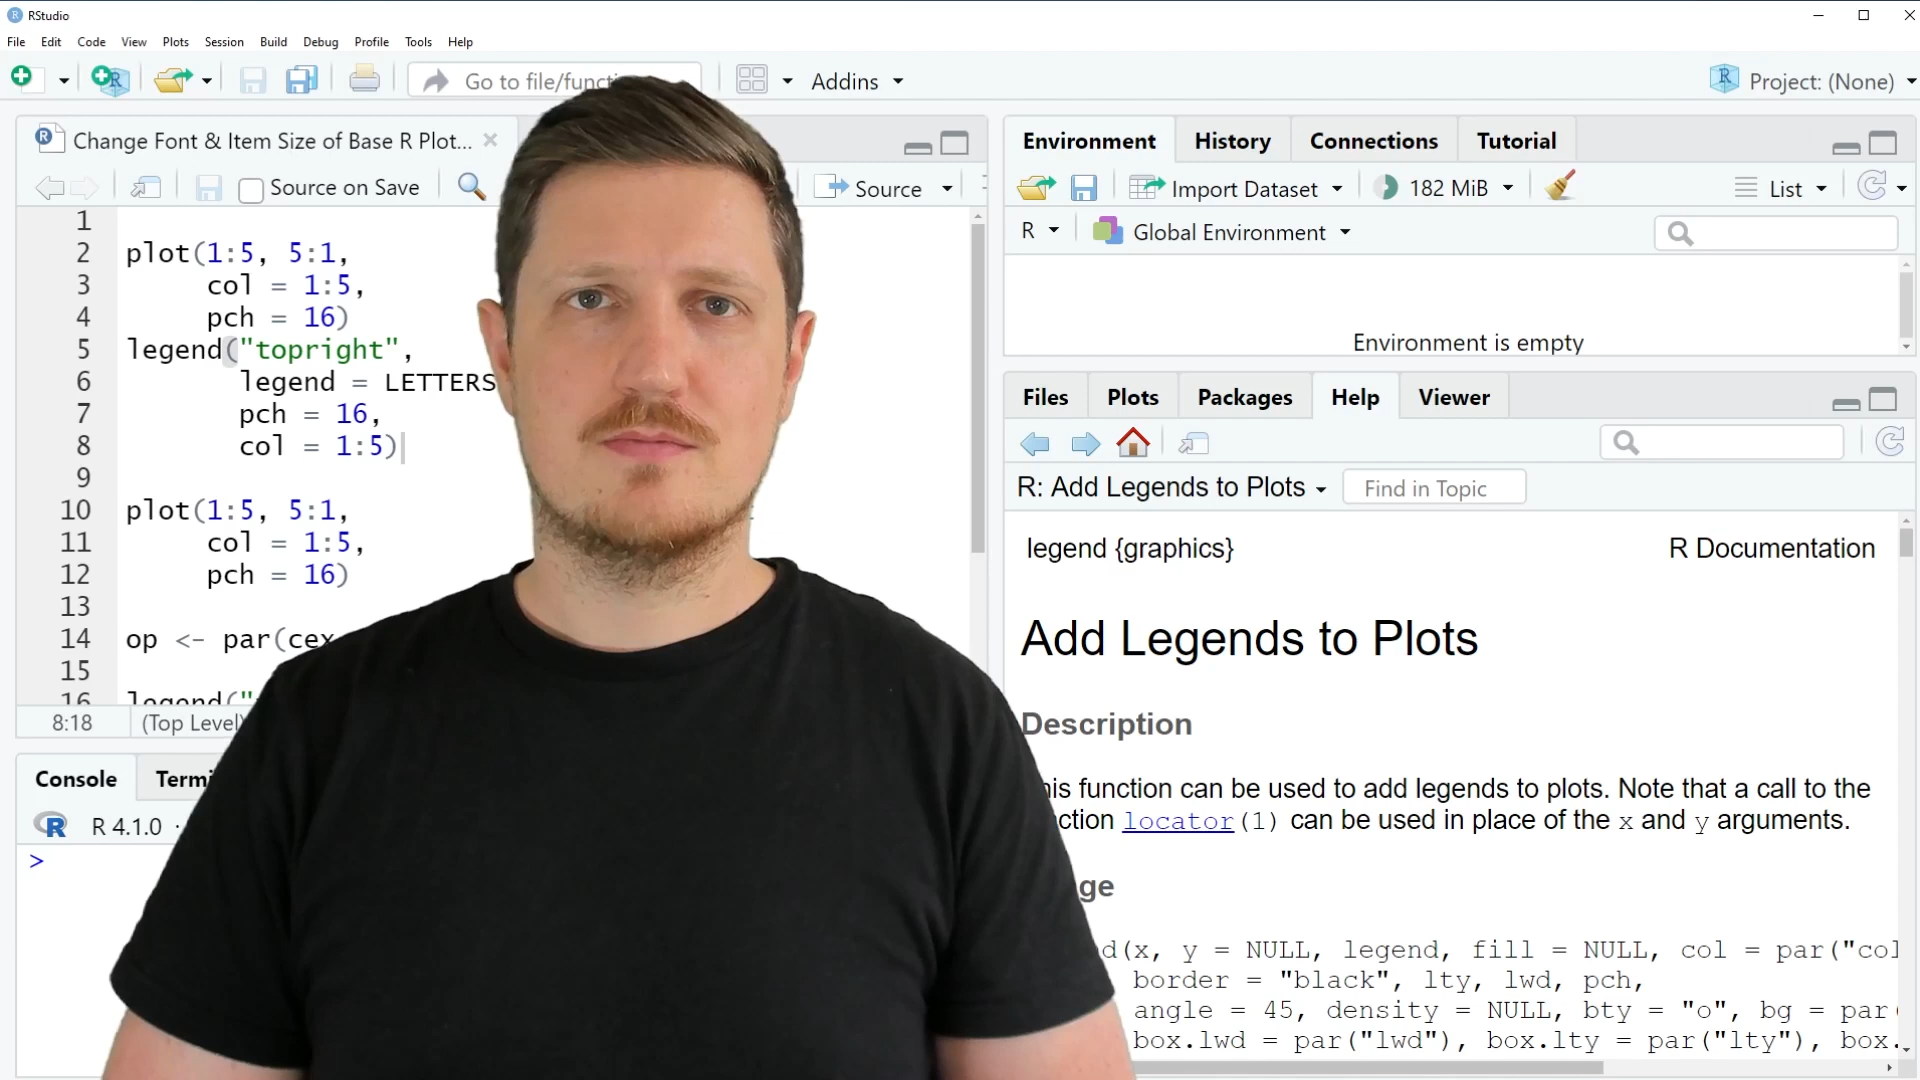 RStudio
File Edit Code View Plots Session Build Debug Profile Tools Help
Go to file/functi
Addins
Project: (None)
Change Font & Item Size of Base R Plot...
Source on Save
Source
1
2 plot(1:5, 5:1,
3 col = 1:5,
4 pch = 16)
5 legend("topright",
6 legend = LETTERS
7 pch = 16,
8 col = 1:5)
9
10 plot(1:5, 5:1,
11 col = 1:5,
12 pch = 16)
13
14 op <- par(cex
15
16 legend("
8:18 (Top Level)
Console Termi
R 4.1.0 ·
>
Environment History Connections Tutorial
Import Dataset 182 MiB List
R Global Environment
Environment is empty
Files Plots Packages Help Viewer
R: Add Legends to Plots Find in Topic
legend {graphics} R Documentation
Add Legends to Plots
Description
his function can be used to add legends to plots. Note that a call to the
ction locator(1) can be used in place of the x and y arguments.
ge
d(x, y = NULL, legend, fill = NULL, col = par("col
border = "black", lty, lwd, pch,
angle = 45, density = NULL, bty = "o", bg = par(
box.lwd = par("lwd"), box.lty = par("lty"), box.